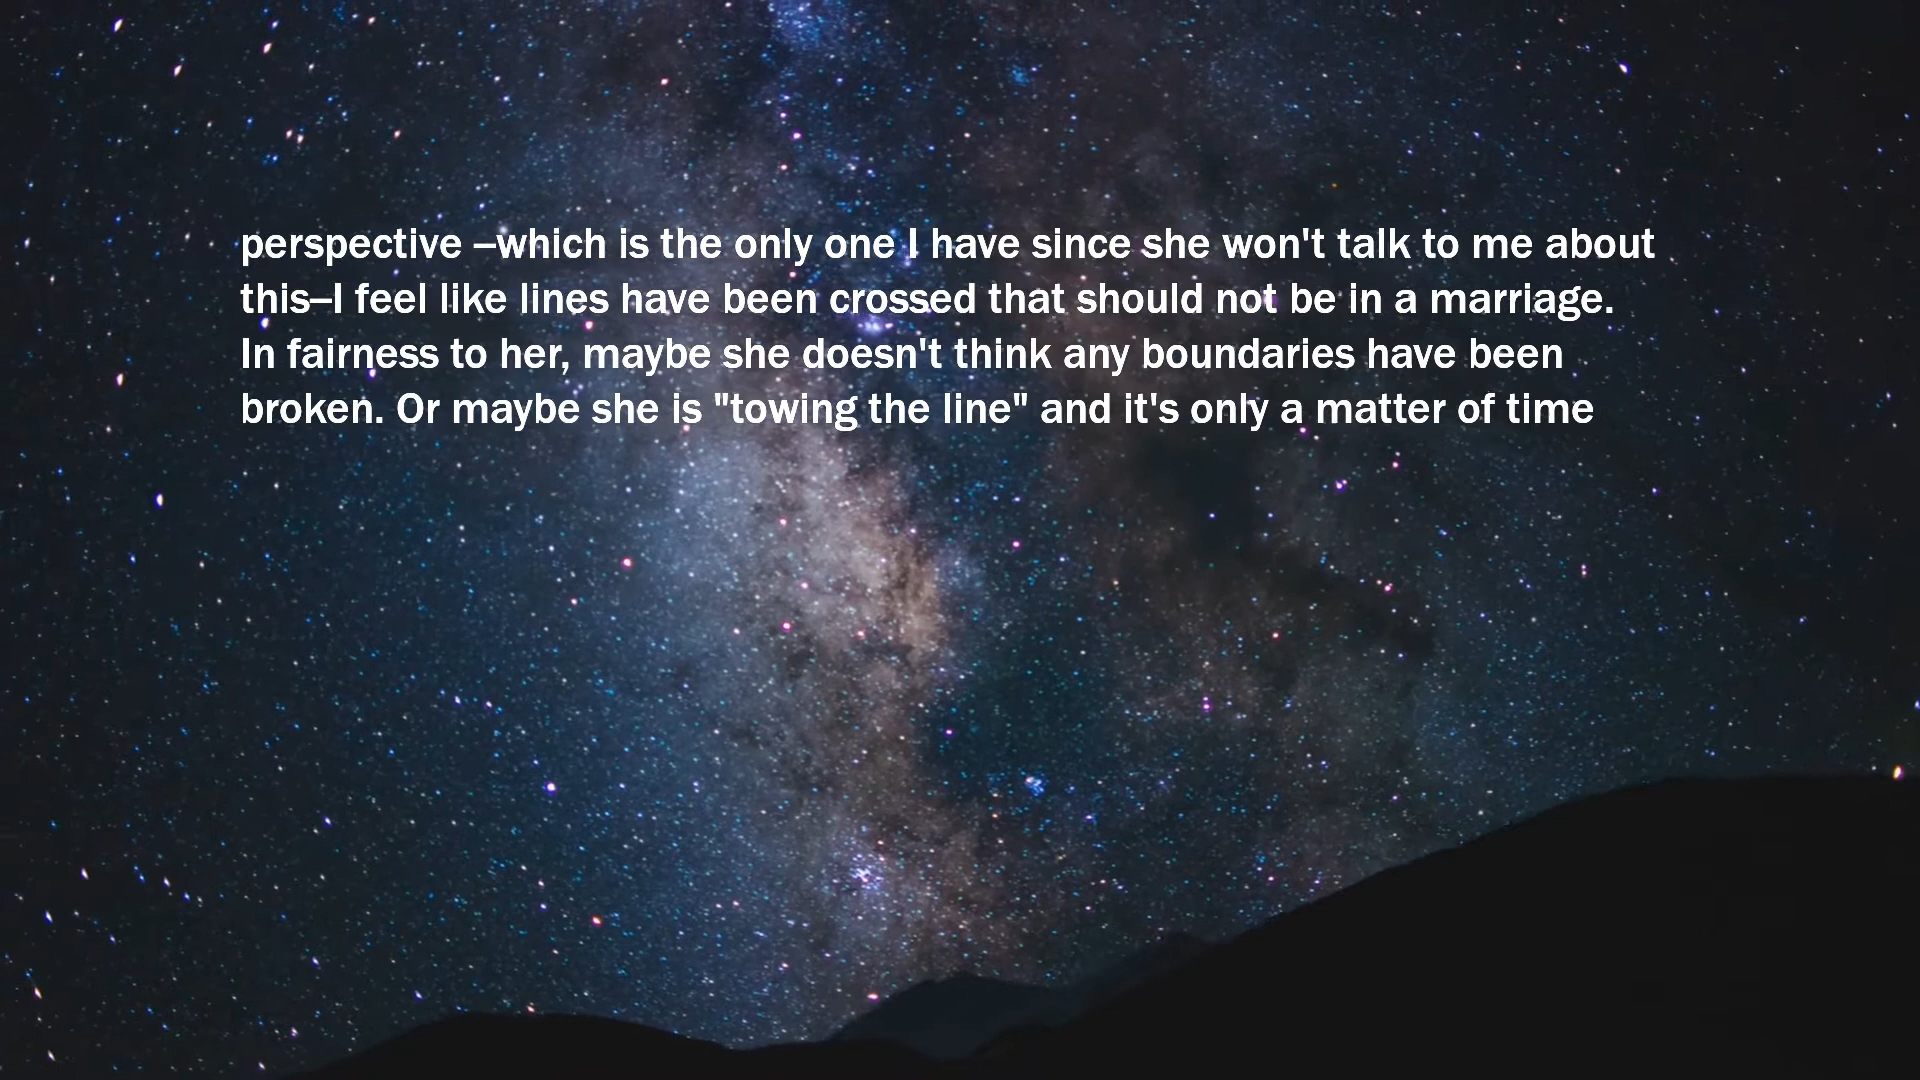 perspective –which is the only one I have since she won't talk to me about
this–I feel like lines have been crossed that should not be in a marriage.
In fairness to her, maybe she doesn't think any boundaries have been
broken. Or maybe she is "towing the line" and it's only a matter of time